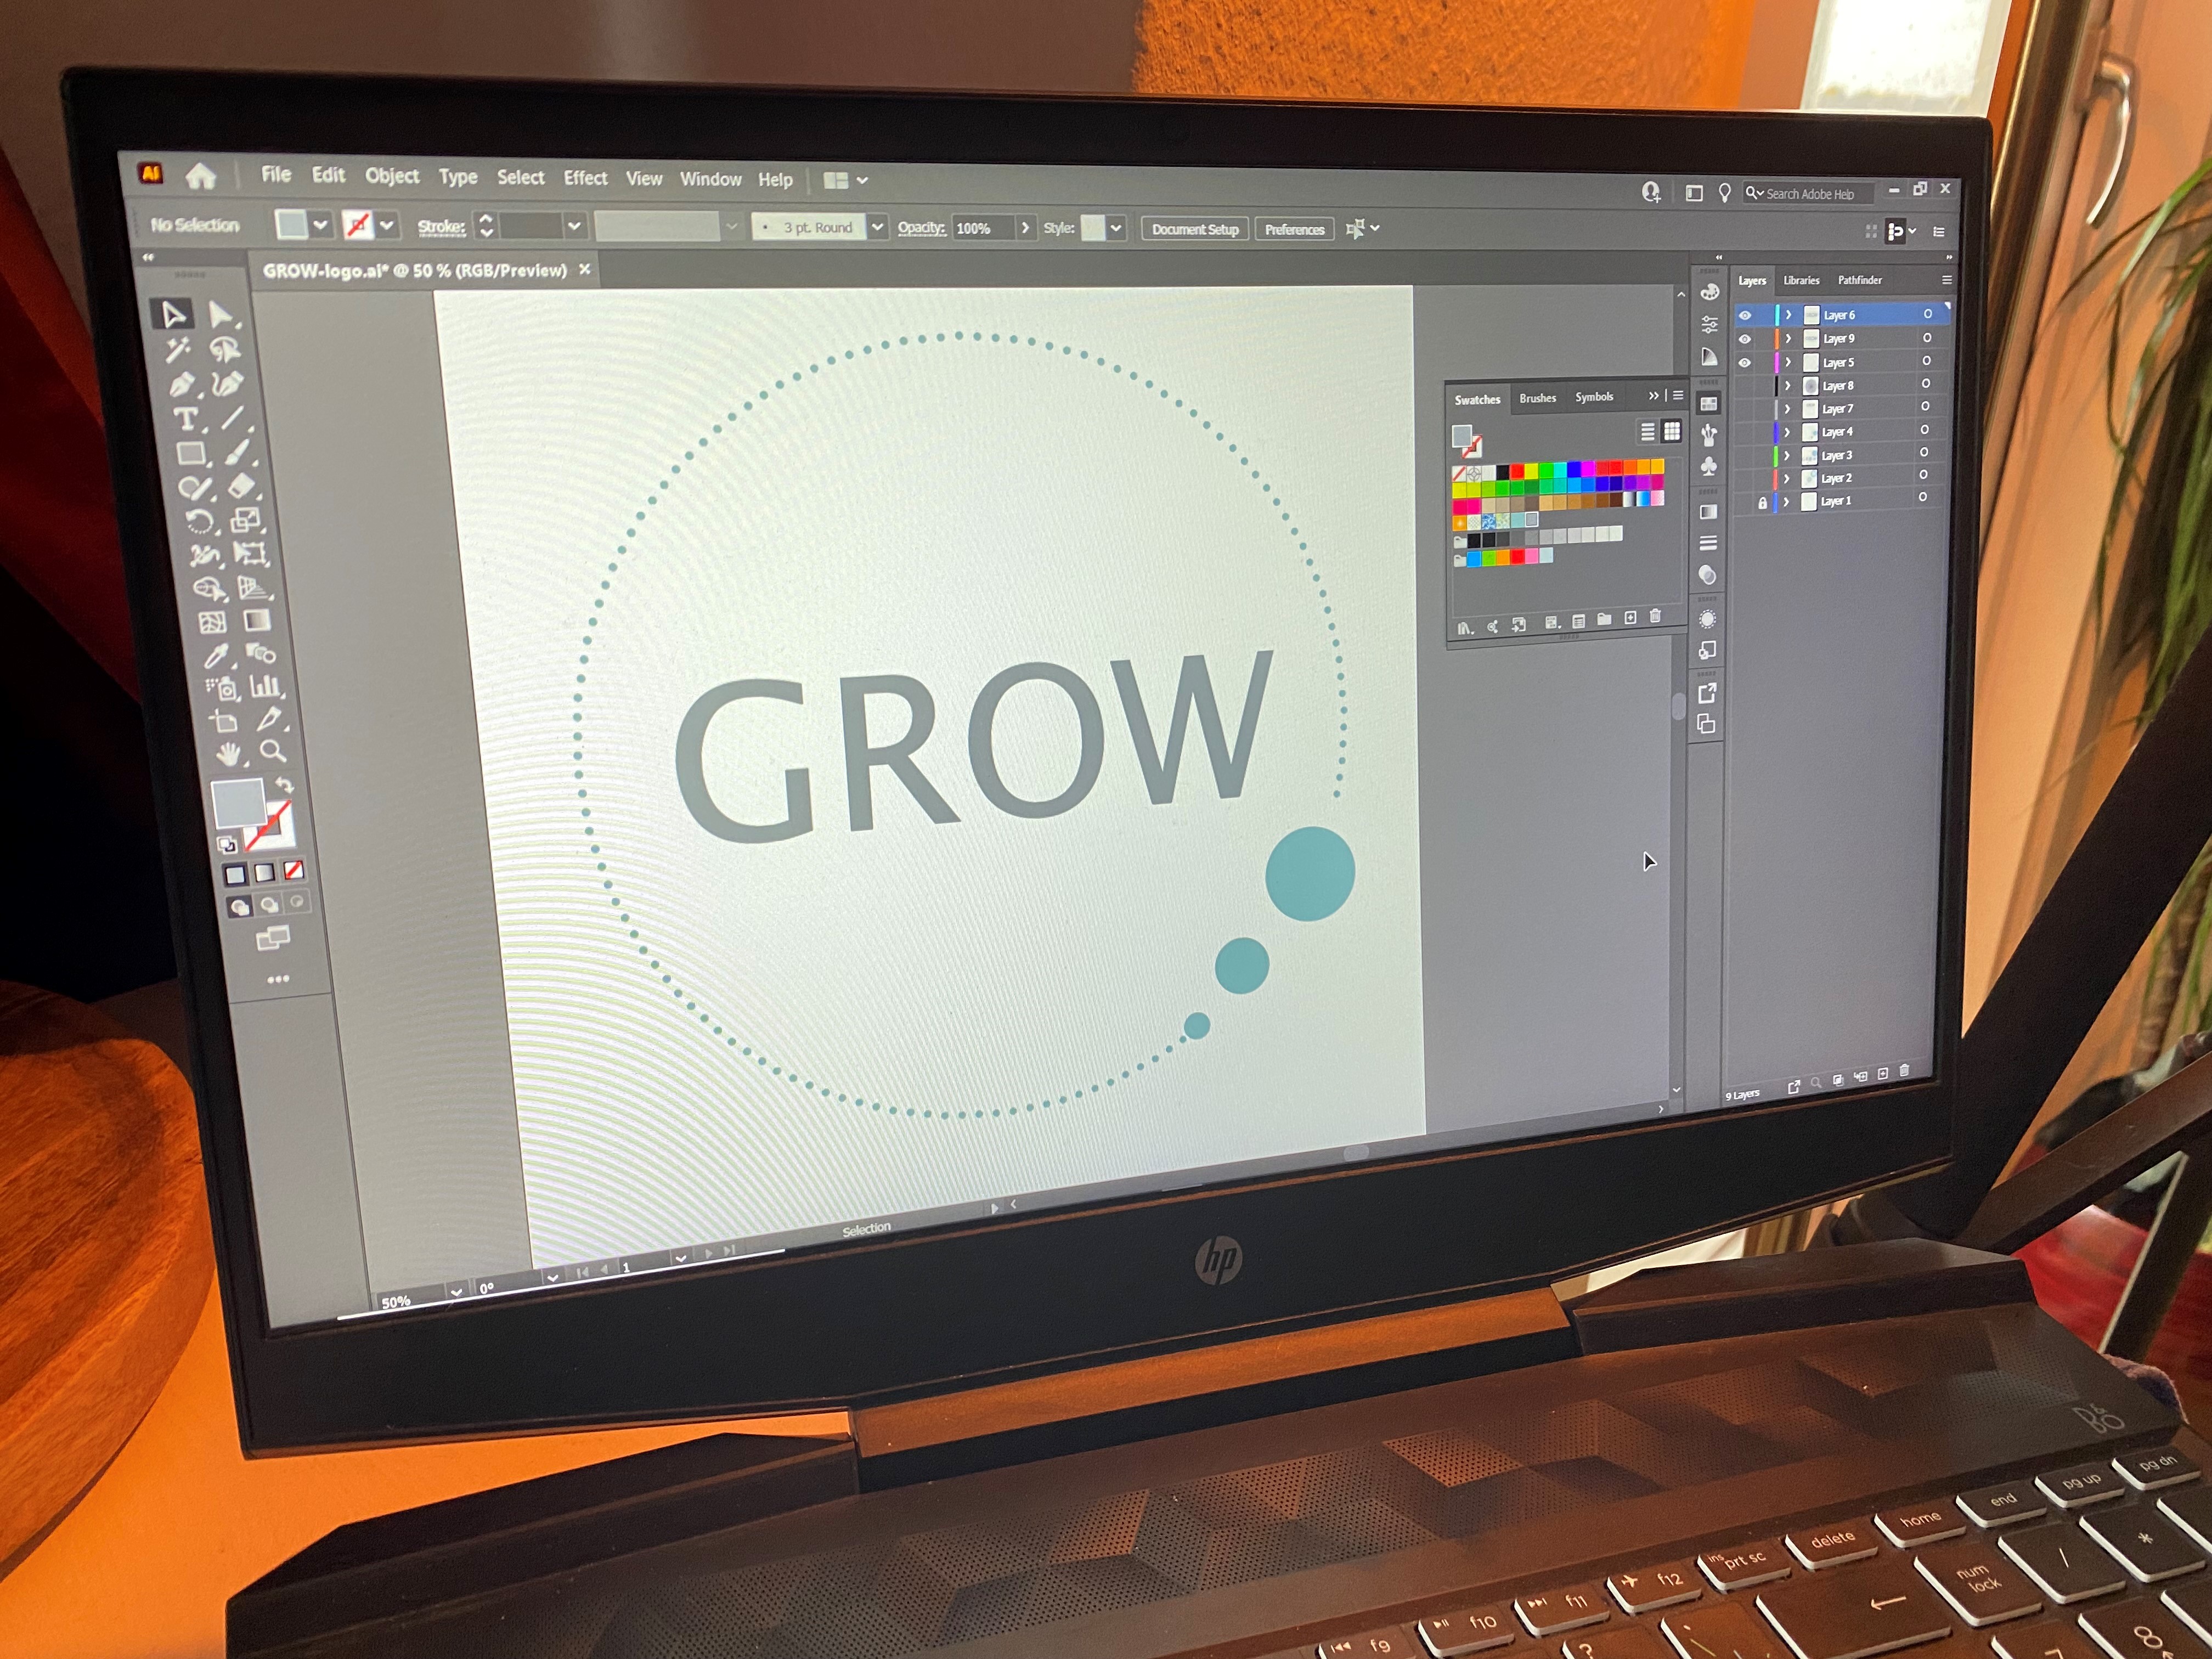 Ai File Edit Object Type Select Effect View Window Help Search Adobe Help
No Selection Stroke: 3 pt. Round Opacity: 100% Style: Document Setup Preferences
GROW-logo.ai* @ 50 % (RGB/Preview)
Layers Libraries Pathfinder
Layer 6
Layer 9
Layer 5
Layer 8
Layer 7
Layer 4
Layer 3
Layer 2
Layer 1
Swatches Brushes Symbols
GROW
9 Layers
Selection
50% 0° 1
hp
B&O
pg dn
pg up
end
home
delete
ins
prt sc
f12
f11
f10
f9
num
lock
/
*
?
8